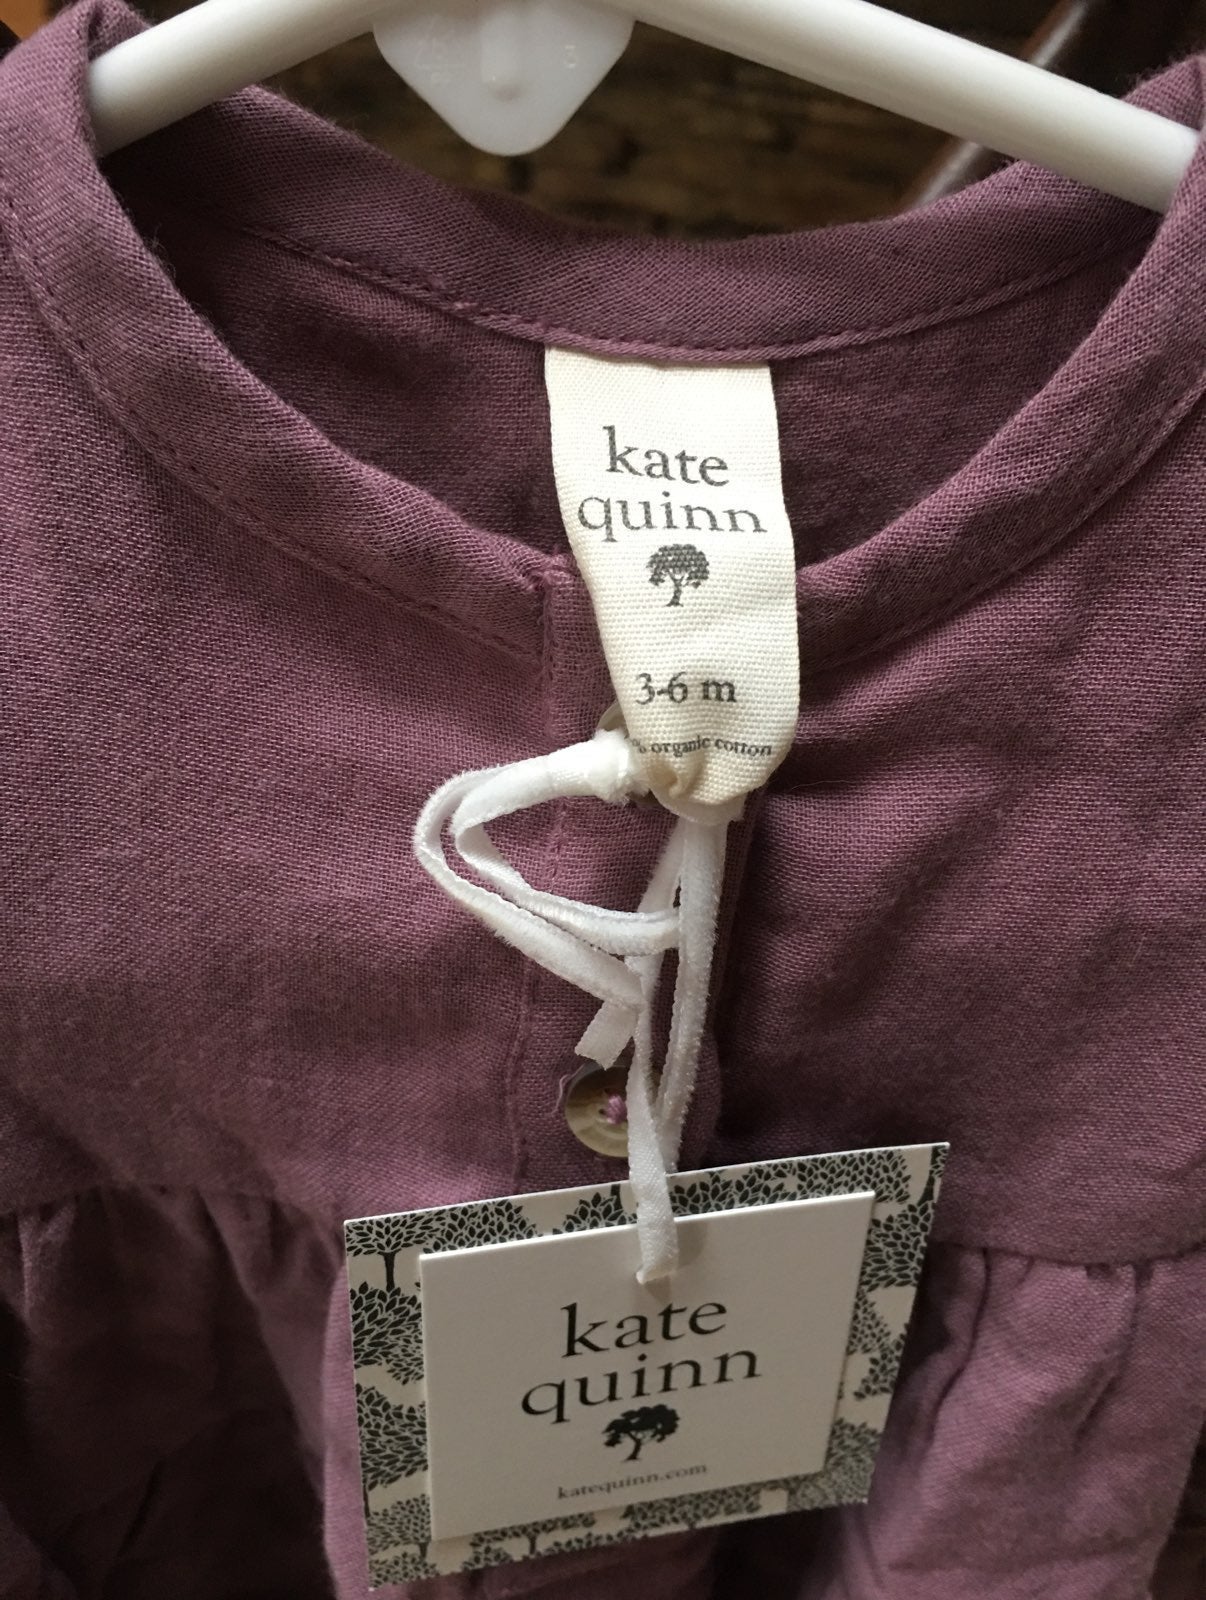 kate
quinn
3-6 m
% organic cotton
kate
quinn
katequinn.com